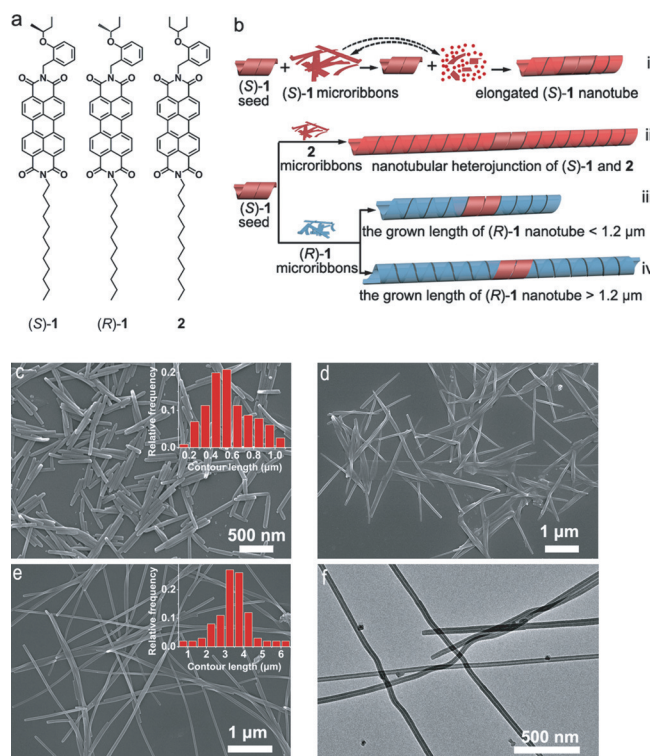 a
O
O
O
O
N
O
O
N
O
O
N
O
O
N
O
O
N
O
O
N
O
(S)-1
(R)-1
2
b
+
+
i
(S)-1
seed
(S)-1 microribbons
elongated (S)-1 nanotube
2
microribbons
ii
nanotubular heterojunction of (S)-1 and 2
(S)-1
seed
(R)-1
microribbons
the grown length of (R)-1 nanotube < 1.2 μm
iv
the grown length of (R)-1 nanotube > 1.2 μm
c
Relative frequency
0.2
0.1
0.0
0.2 0.4 0.6 0.8 1.0
Contour length (μm)
500 nm
d
1 μm
e
Relative frequency
0.2
0.1
0.0
1 2 3 4 5 6
Contour length (μm)
1 μm
f
500 nm